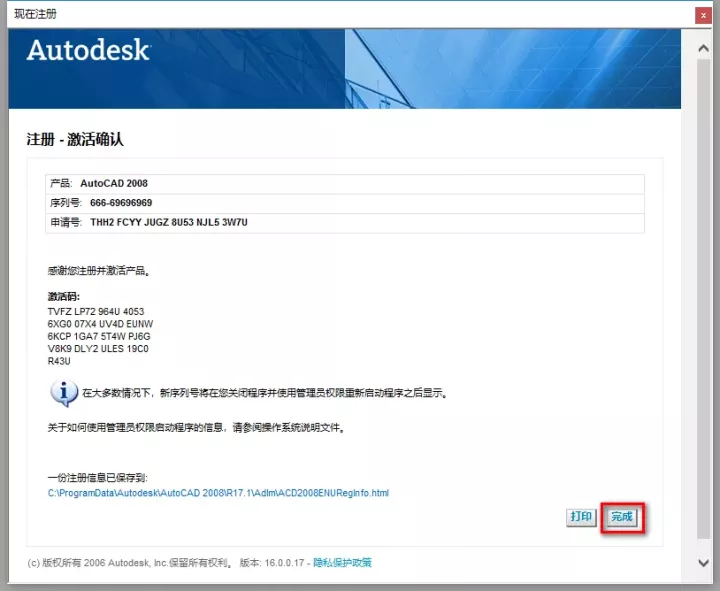 现在注册
x
Autodesk
注册 - 激活确认
产品: AutoCAD 2008
序列号: 666-69696969
申请号: THH2 FCYY JUGZ 8U53 NJL5 3W7U
感谢您注册并激活产品。
激活码:
TVFZ LP72 964U 4053
6XG0 07X4 UV4D EUNW
6KCP 1GA7 5T4W PJ6G
V8K9 DLY2 ULES 19C0
R43U
在大多数情况下，新序列号将在您关闭程序并使用管理员权限重新启动程序之后显示。
关于如何使用管理员权限启动程序的信息，请参阅操作系统说明文件。
一份注册信息已保存到:
C:\ProgramData\Autodesk\AutoCAD 2008\R17.1\Adlm\ACD2008ENURegInfo.html
打印 完成
(c) 版权所有 2006 Autodesk, Inc.保留所有权利。 版本: 16.0.0.17 - 隐私保护政策